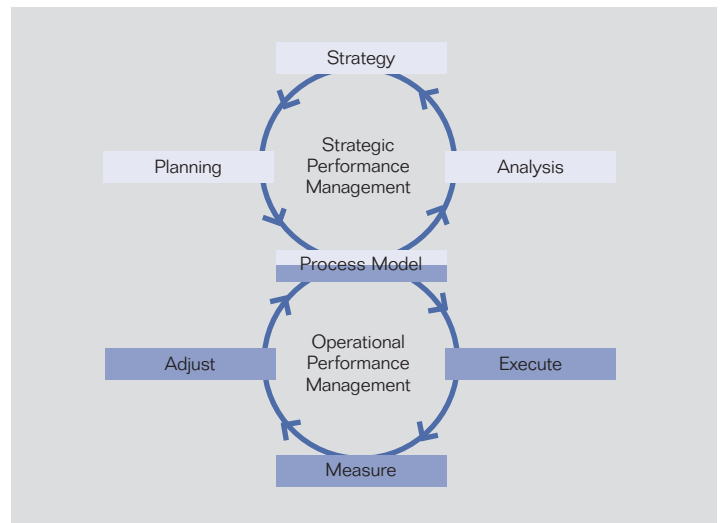 Strategy
Strategic
Performance
Management
Planning
Analysis
Process Model
Operational
Performance
Management
Adjust
Execute
Measure